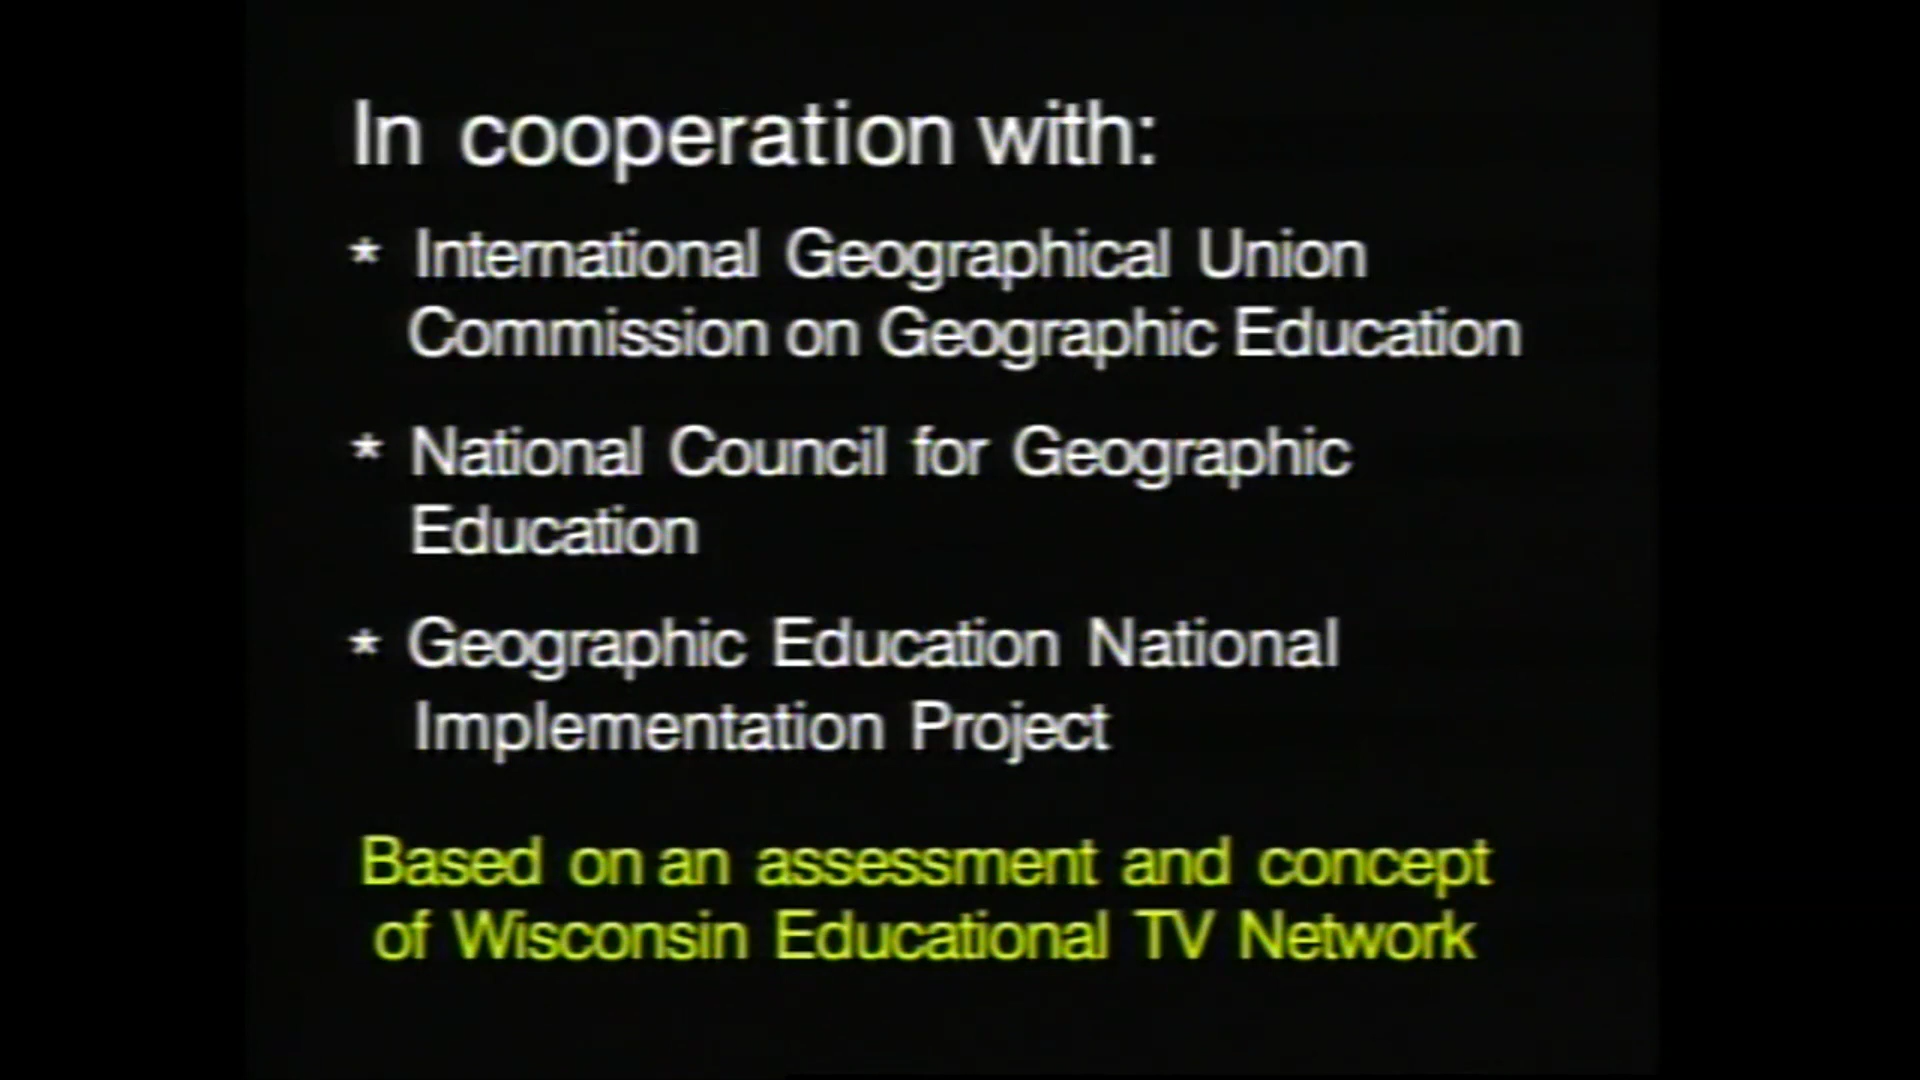 In cooperation with:
* International Geographical Union
Commission on Geographic Education
* National Council for Geographic
Education
* Geographic Education National
Implementation Project
Based on an assessment and concept
of Wisconsin Educational TV Network